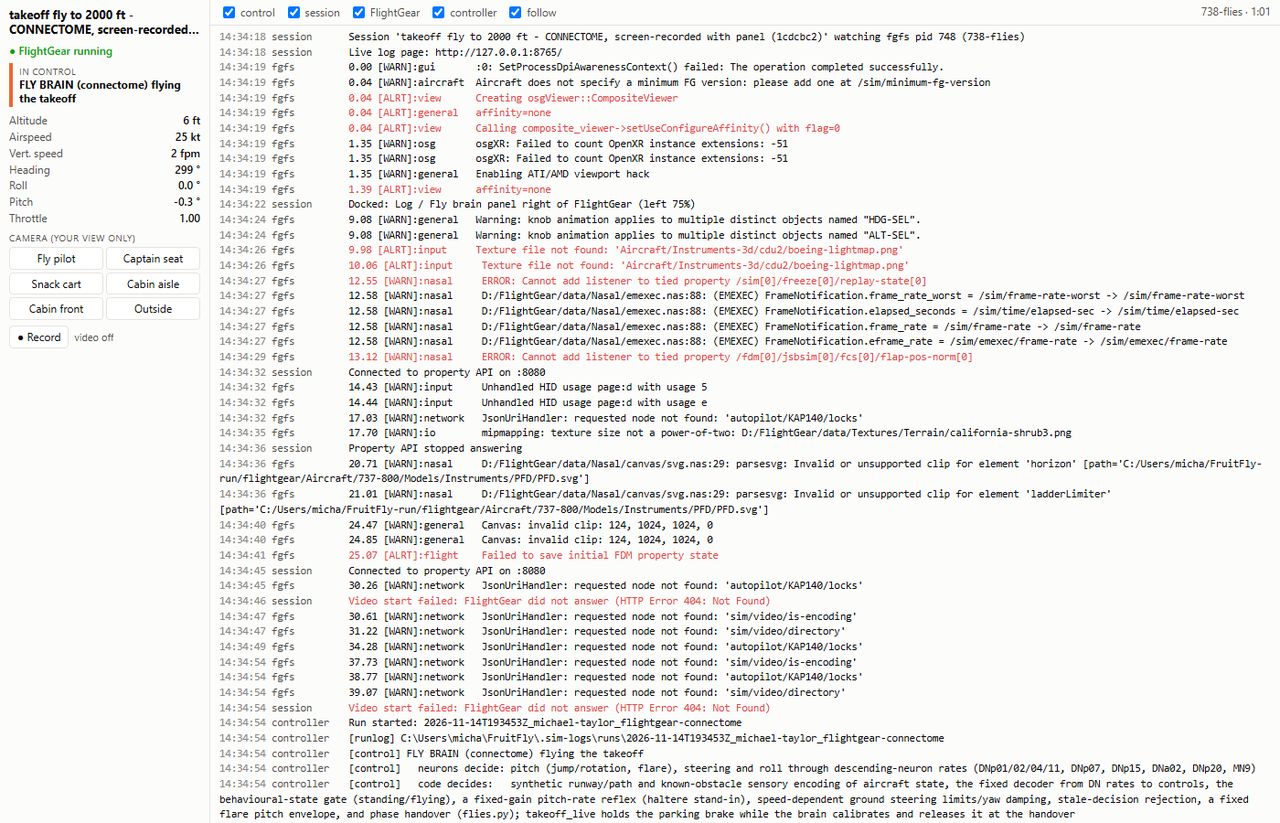 takeoff fly to 2000 ft -
CONNECTOME, screen-recorded...
● FlightGear running
IN CONTROL
FLY BRAIN (connectome) flying
the takeoff
Altitude 6 ft
Airspeed 25 kt
Vert. speed 2 fpm
Heading 299 °
Roll 0.0 °
Pitch -0.3 °
Throttle 1.00
CAMERA (YOUR VIEW ONLY)
Fly pilot Captain seat
Snack cart Cabin aisle
Cabin front Outside
● Record video off
control session FlightGear controller follow 738-flies · 1:01
14:34:18 session Session 'takeoff fly to 2000 ft - CONNECTOME, screen-recorded with panel (1cdcbc2)' watching fgfs pid 748 (738-flies)
14:34:18 session Live log page: http://127.0.0.1:8765/
14:34:19 fgfs 0.00 [WARN]:gui :0: SetProcessDpiAwarenessContext() failed: The operation completed successfully.
14:34:19 fgfs 0.04 [WARN]:aircraft Aircraft does not specify a minimum FG version: please add one at /sim/minimum-fg-version
14:34:19 fgfs 0.04 [ALRT]:view Creating osgViewer::CompositeViewer
14:34:19 fgfs 0.04 [ALRT]:general affinity=none
14:34:19 fgfs 0.04 [ALRT]:view Calling composite_viewer->setUseConfigureAffinity() with flag=0
14:34:19 fgfs 1.35 [WARN]:osg osgXR: Failed to count OpenXR instance extensions: -51
14:34:19 fgfs 1.35 [WARN]:osg osgXR: Failed to count OpenXR instance extensions: -51
14:34:19 fgfs 1.35 [WARN]:general Enabling ATI/AMD viewport hack
14:34:19 fgfs 1.39 [ALRT]:view affinity=none
14:34:22 session Docked: Log / Fly brain panel right of FlightGear (left 75%)
14:34:24 fgfs 9.08 [WARN]:general Warning: knob animation applies to multiple distinct objects named "HDG-SEL".
14:34:24 fgfs 9.08 [WARN]:general Warning: knob animation applies to multiple distinct objects named "ALT-SEL".
14:34:26 fgfs 9.98 [ALRT]:input Texture file not found: 'Aircraft/Instruments-3d/cdu2/boeing-lightmap.png'
14:34:26 fgfs 10.06 [ALRT]:input Texture file not found: 'Aircraft/Instruments-3d/cdu2/boeing-lightmap.png'
14:34:27 fgfs 12.55 [WARN]:nasal ERROR: Cannot add listener to tied property /sim[0]/freeze[0]/replay-state[0]
14:34:27 fgfs 12.58 [WARN]:nasal D:/FlightGear/data/Nasal/emexec.nas:88: (EMEXEC) FrameNotification.frame_rate_worst = /sim/frame-rate-worst -> /sim/frame-rate-worst
14:34:27 fgfs 12.58 [WARN]:nasal D:/FlightGear/data/Nasal/emexec.nas:88: (EMEXEC) FrameNotification.elapsed_seconds = /sim/time/elapsed-sec -> /sim/time/elapsed-sec
14:34:27 fgfs 12.58 [WARN]:nasal D:/FlightGear/data/Nasal/emexec.nas:88: (EMEXEC) FrameNotification.frame_rate = /sim/frame-rate -> /sim/frame-rate
14:34:27 fgfs 12.58 [WARN]:nasal D:/FlightGear/data/Nasal/emexec.nas:88: (EMEXEC) FrameNotification.eframe_rate = /sim/emexec/frame-rate -> /sim/emexec/frame-rate
14:34:29 fgfs 13.12 [WARN]:nasal ERROR: Cannot add listener to tied property /fdm[0]/jsbsim[0]/fcs[0]/flap-pos-norm[0]
14:34:32 session Connected to property API on :8080
14:34:32 fgfs 14.43 [WARN]:input Unhandled HID usage page:d with usage 5
14:34:32 fgfs 14.44 [WARN]:input Unhandled HID usage page:d with usage e
14:34:32 fgfs 17.03 [WARN]:network JsonUriHandler: requested node not found: 'autopilot/KAP140/locks'
14:34:35 fgfs 17.70 [WARN]:io mipmapping: texture size not a power-of-two: D:/FlightGear/data/Textures/Terrain/california-shrub3.png
14:34:36 session Property API stopped answering
14:34:36 fgfs 20.71 [WARN]:nasal D:/FlightGear/data/Nasal/canvas/svg.nas:29: parsesvg: Invalid or unsupported clip for element 'horizon' [path='C:/Users/micha/FruitFly-
run/flightgear/Aircraft/737-800/Models/Instruments/PFD/PFD.svg']
14:34:36 fgfs 21.01 [WARN]:nasal D:/FlightGear/data/Nasal/canvas/svg.nas:29: parsesvg: Invalid or unsupported clip for element 'ladderLimiter'
[path='C:/Users/micha/FruitFly-run/flightgear/Aircraft/737-800/Models/Instruments/PFD/PFD.svg']
14:34:40 fgfs 24.47 [WARN]:general Canvas: invalid clip: 124, 1024, 1024, 0
14:34:40 fgfs 24.85 [WARN]:general Canvas: invalid clip: 124, 1024, 1024, 0
14:34:41 fgfs 25.07 [ALRT]:flight Failed to save initial FDM property state
14:34:45 session Connected to property API on :8080
14:34:45 fgfs 30.26 [WARN]:network JsonUriHandler: requested node not found: 'autopilot/KAP140/locks'
14:34:46 session Video start failed: FlightGear did not answer (HTTP Error 404: Not Found)
14:34:47 fgfs 30.61 [WARN]:network JsonUriHandler: requested node not found: 'sim/video/is-encoding'
14:34:47 fgfs 31.22 [WARN]:network JsonUriHandler: requested node not found: 'sim/video/directory'
14:34:49 fgfs 34.28 [WARN]:network JsonUriHandler: requested node not found: 'autopilot/KAP140/locks'
14:34:54 fgfs 37.73 [WARN]:network JsonUriHandler: requested node not found: 'sim/video/is-encoding'
14:34:54 fgfs 38.77 [WARN]:network JsonUriHandler: requested node not found: 'autopilot/KAP140/locks'
14:34:54 fgfs 39.07 [WARN]:network JsonUriHandler: requested node not found: 'sim/video/directory'
14:34:54 session Video start failed: FlightGear did not answer (HTTP Error 404: Not Found)
14:34:54 controller Run started: 2026-11-14T193453Z_michael-taylor_flightgear-connectome
14:34:54 controller [runlog] C:\Users\micha\FruitFly\.sim-logs\runs\2026-11-14T193453Z_michael-taylor_flightgear-connectome
14:34:54 controller [control] FLY BRAIN (connectome) flying the takeoff
14:34:54 controller [control] neurons decide: pitch (jump/rotation, flare), steering and roll through descending-neuron rates (DNp01/02/04/11, DNp07, DNp15, DNa02, DNp20, MN9)
14:34:54 controller [control] code decides: synthetic runway/path and known-obstacle sensory encoding of aircraft state, the fixed decoder from DN rates to controls, the
behavioural-state gate (standing/flying), a fixed-gain pitch-rate reflex (haltere stand-in), speed-dependent ground steering limits/yaw damping, stale-decision rejection, a fixed
flare pitch envelope, and phase handover (flies.py); takeoff_live holds the parking brake while the brain calibrates and releases it at the handover